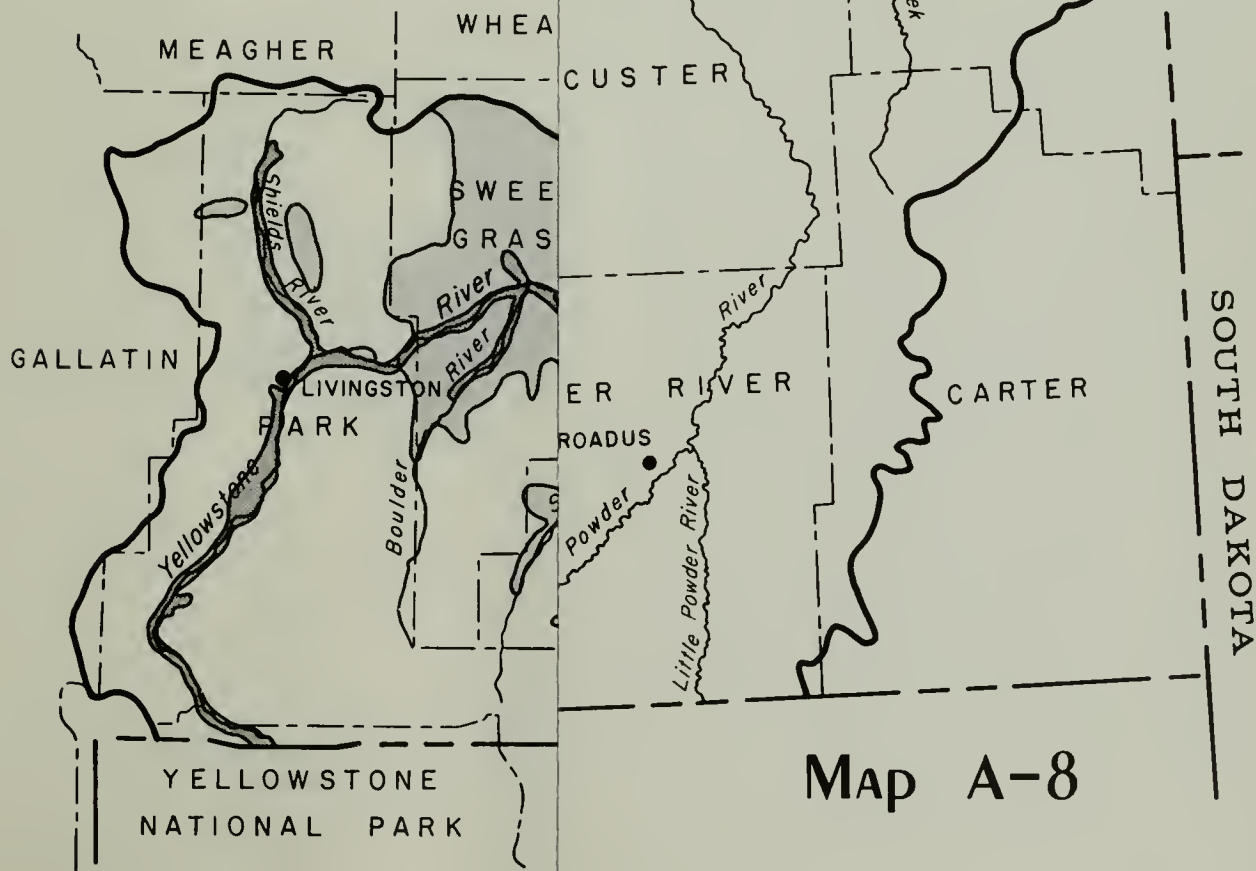 MEAGHER
WHEA
Shields
River
SWEE
GRAS
River
River
GALLATIN
LIVINGSTON
PARK
Yellowstone
Boulder
YELLOWSTONE
NATIONAL PARK
ek
CUSTER
River
ER RIVER
CARTER
ROADUS
Powder
Little Powder River
SOUTH DAKOTA
MAP A-8